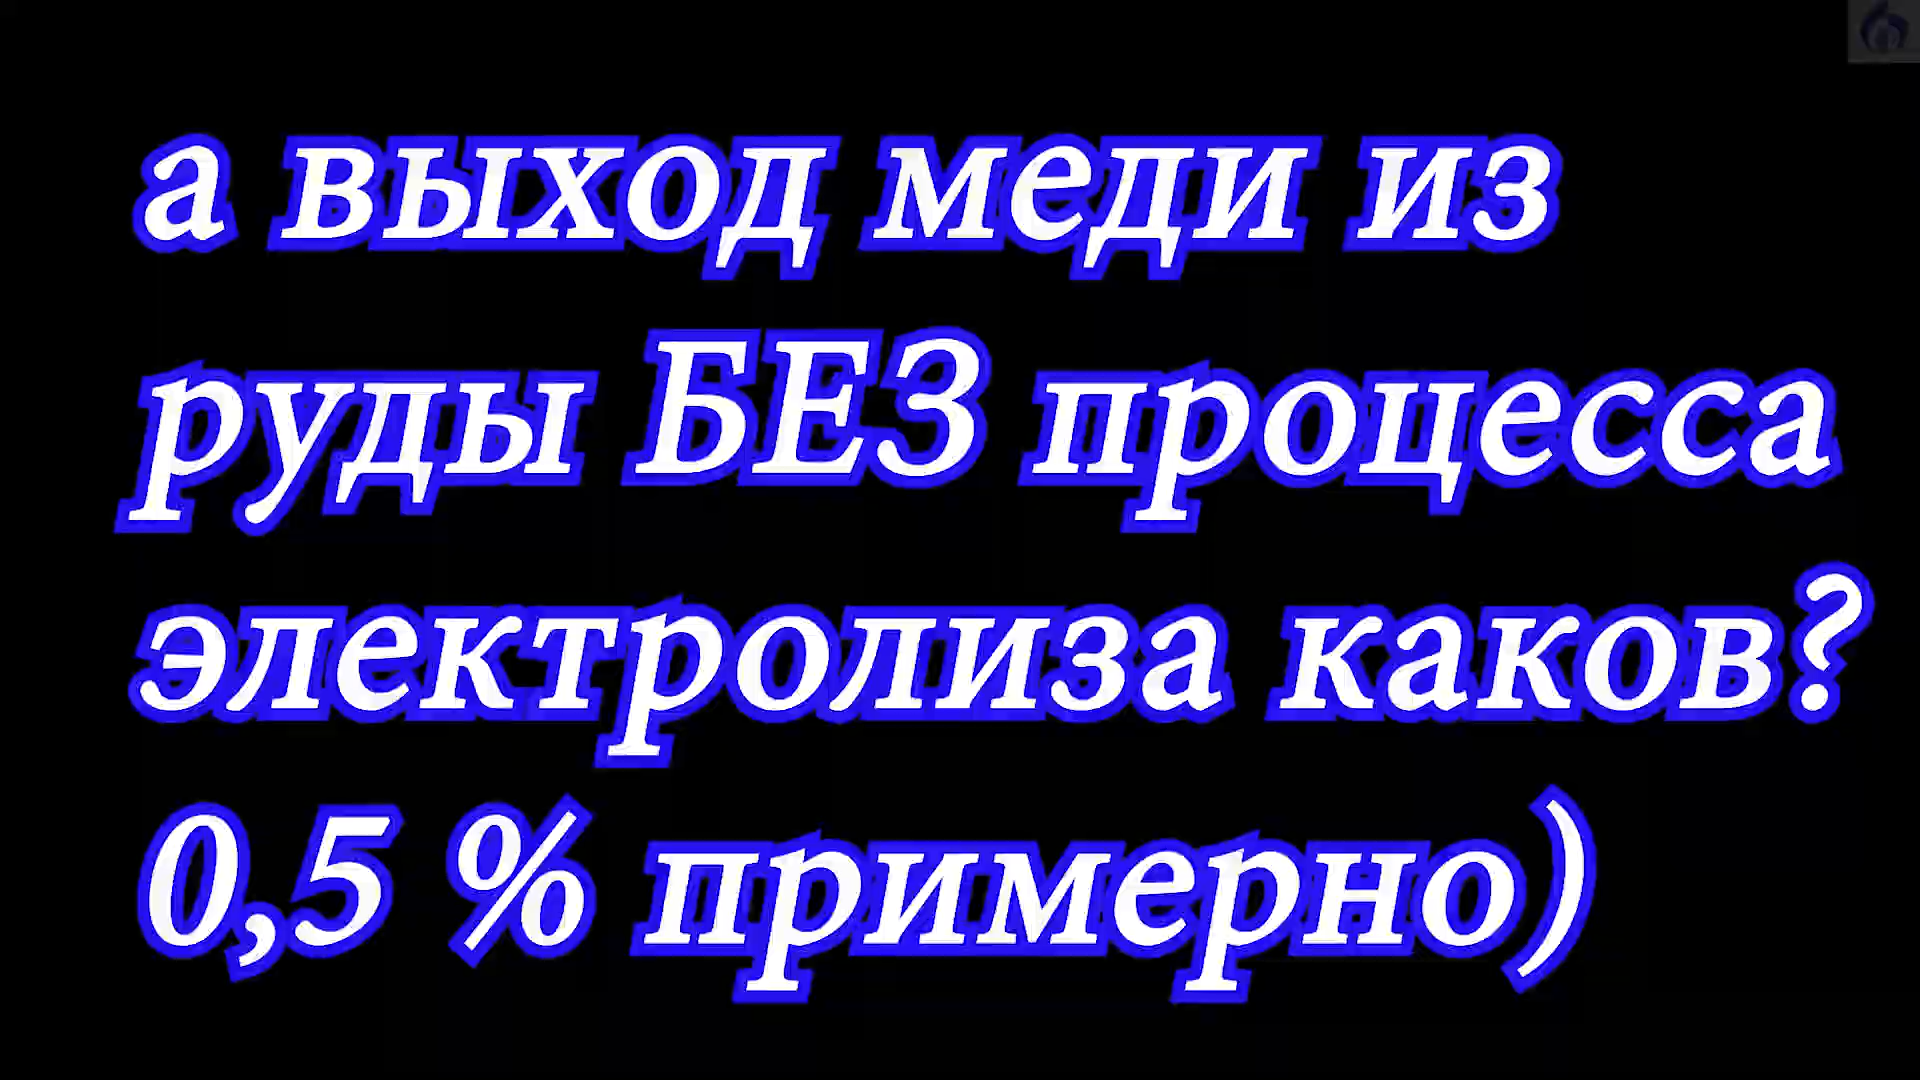 а выход меди из
руды БЕЗ процесса
электролиза каков?
0,5 % примерно)